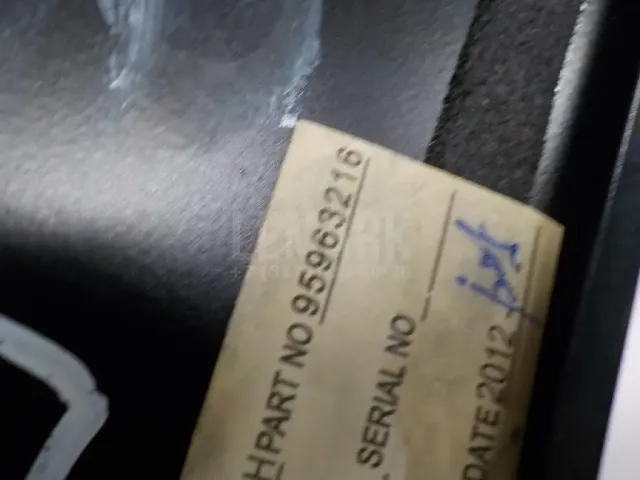 H PART NO 95963216
SERIAL NO
DATE 2012